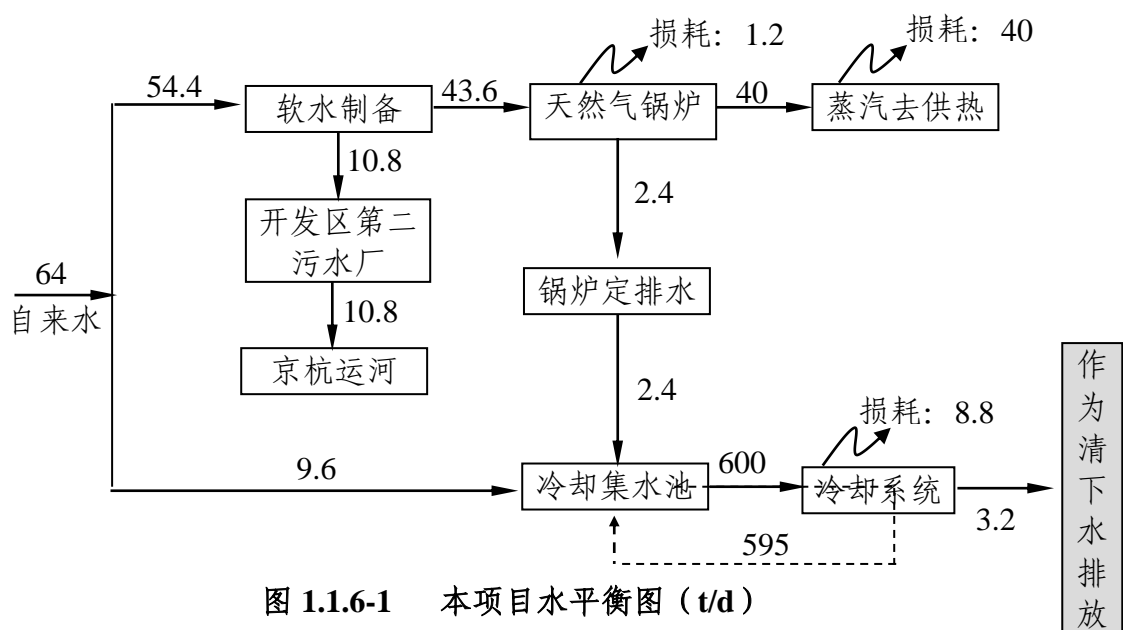 损耗：1.2
损耗：40
54.4
软水制备
43.6
天然气锅炉
40
蒸汽去供热
10.8
2.4
开发区第二
污水厂
64
自来水
锅炉定排水
10.8
京杭运河
2.4
损耗：8.8
9.6
冷却集水池
600
冷却系统
3.2
595
作
为
清
下
水
排
放
图 1.1.6-1 本项目水平衡图（t/d）